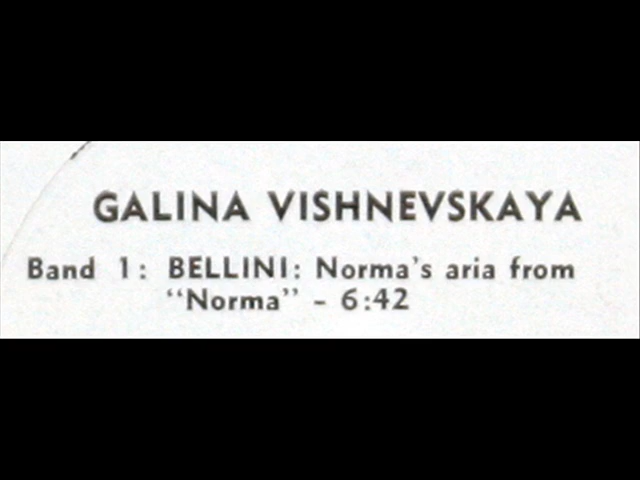 GALINA VISHNEVSKAYA
Band 1: BELLINI: Norma's aria from
"Norma" - 6:42